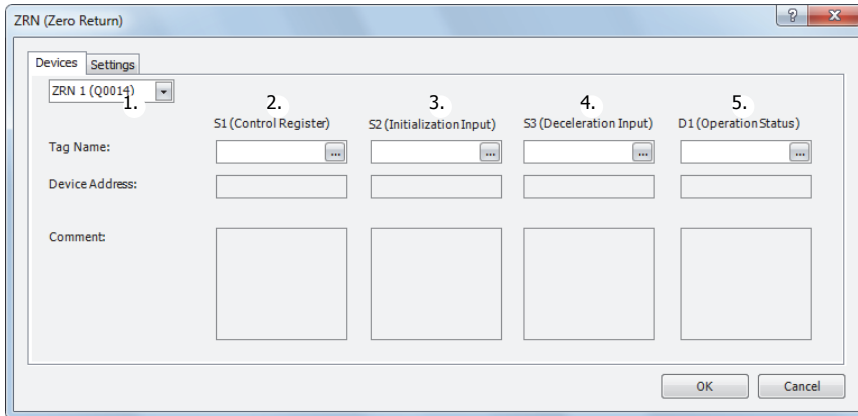 ZRN (Zero Return)
Devices Settings
ZRN 1 (Q0014)
1. 2. 3. 4. 5.
S1 (Control Register) S2 (Initialization Input) S3 (Deceleration Input) D1 (Operation Status)
Tag Name: ... ... ... ...
Device Address:
Comment:
OK Cancel